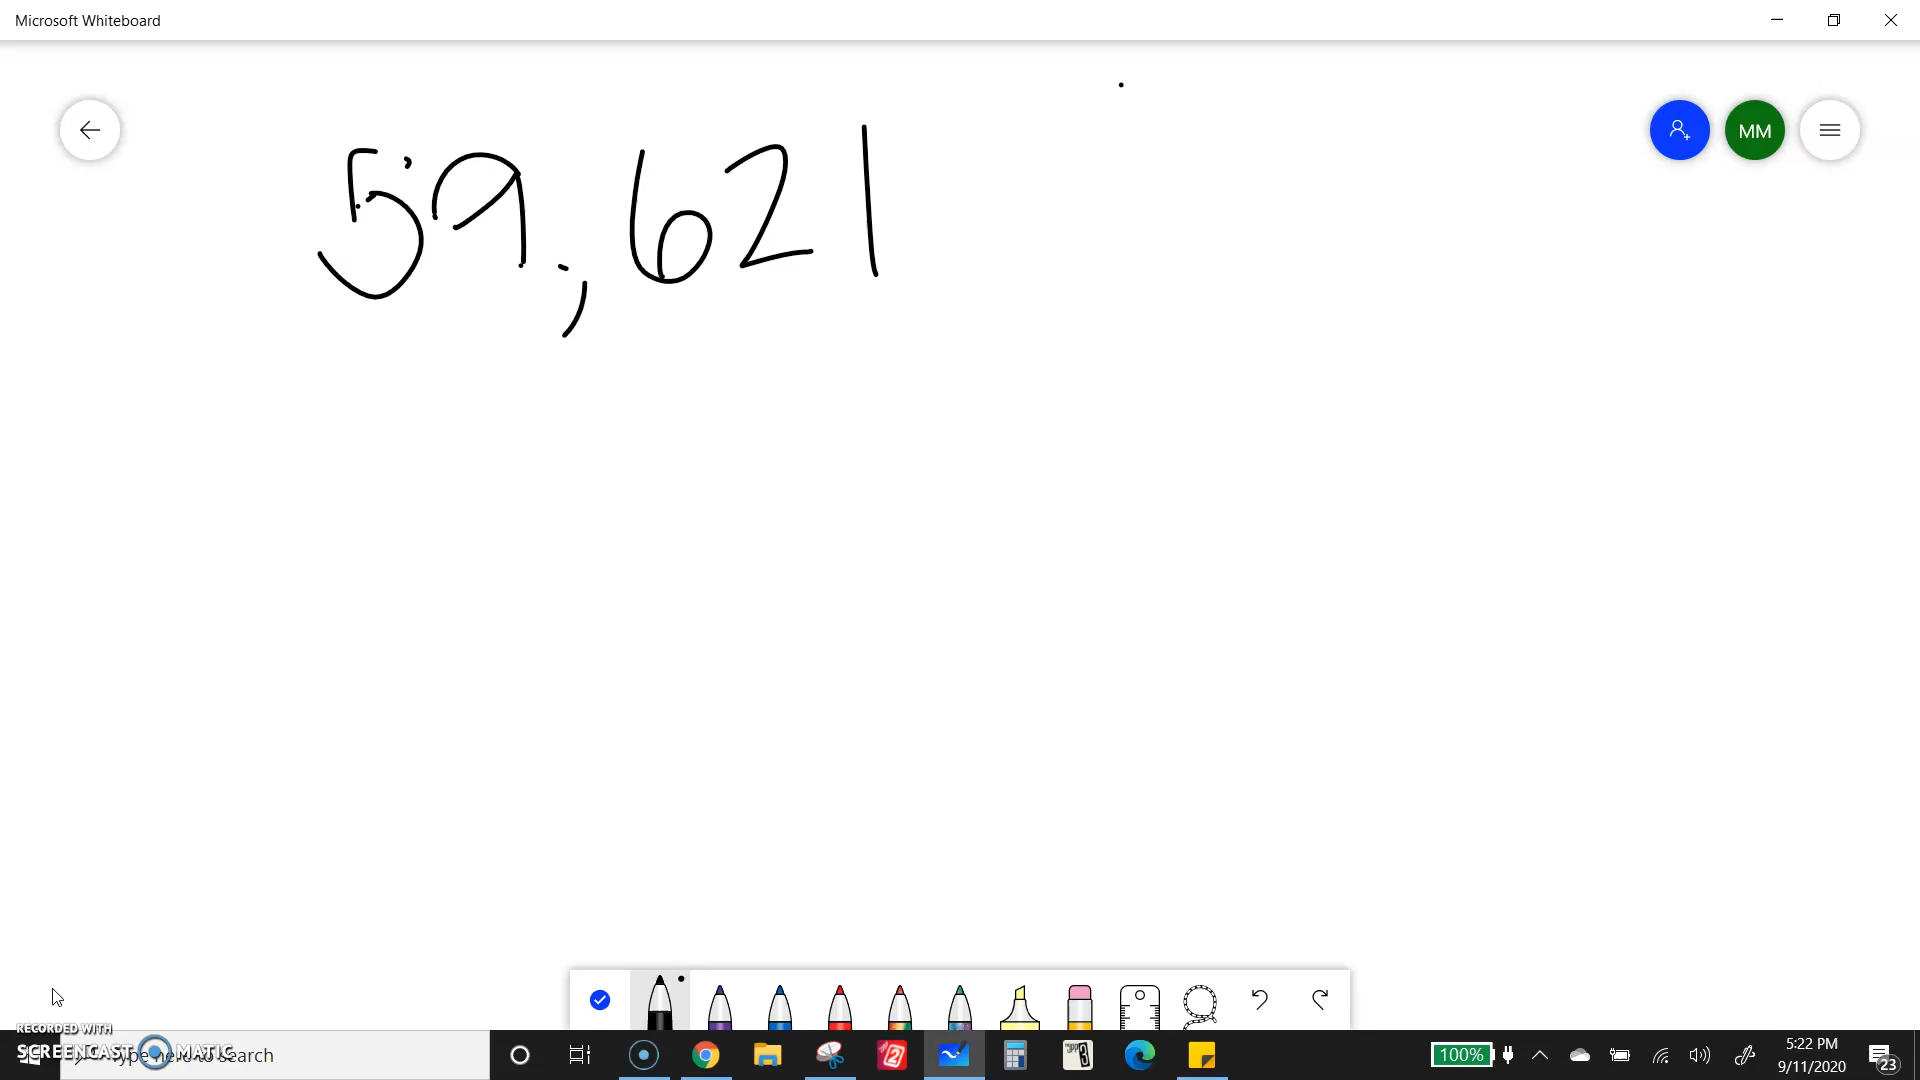 Microsoft Whiteboard
MM
59,621
RECORDED WITH
SCREENCAST MATIC
Type here to search
100%
5:22 PM
9/11/2020
23